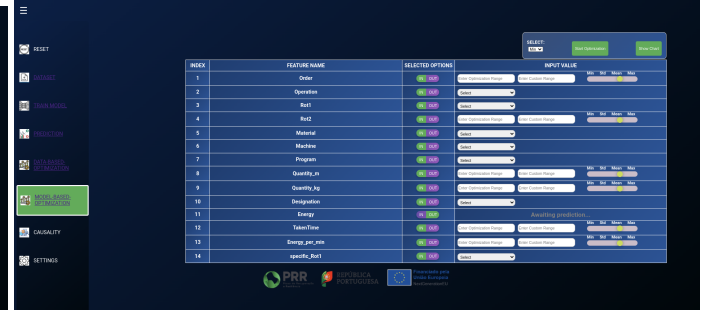 SELECT:
Min
Start Optimization
Show Chart
RESET
DATASET
TRAIN MODEL
PREDICTION
DATA-BASED-
OPTIMIZATION
MODEL-BASED-
OPTIMIZATION
CAUSALITY
SETTINGS
INDEX FEATURE NAME SELECTED OPTIONS INPUT VALUE
1 Order IN OUT Enter Optimization Range Enter Custom Range Min Std Mean Max
2 Operation IN OUT Select
3 Rot1 IN OUT Select
4 Rot2 IN OUT Enter Optimization Range Enter Custom Range Min Std Mean Max
5 Material IN OUT Select
6 Machine IN OUT Select
7 Program IN OUT Select
8 Quantity_m IN OUT Enter Optimization Range Enter Custom Range Min Std Mean Max
9 Quantity_kg IN OUT Enter Optimization Range Enter Custom Range Min Std Mean Max
10 Designation IN OUT Select
11 Energy IN OUT Awaiting prediction...
12 TakenTime IN OUT Enter Optimization Range Enter Custom Range Min Std Mean Max
13 Energy_per_min IN OUT Enter Optimization Range Enter Custom Range Min Std Mean Max
14 specific_Rot1 IN OUT Select
PRR
REPÚBLICA
PORTUGUESA
Financiado pela
União Europeia
NextGenerationEU